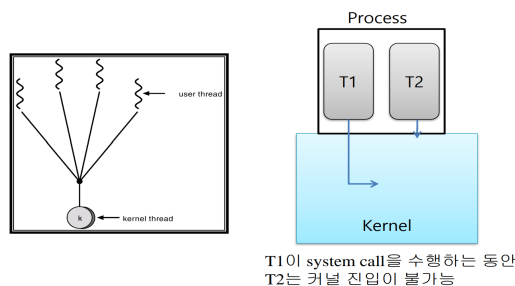 user thread
k
kernel thread
Process
T1
T2
Kernel
T1이 system call을 수행하는 동안
T2는 커널 진입이 불가능